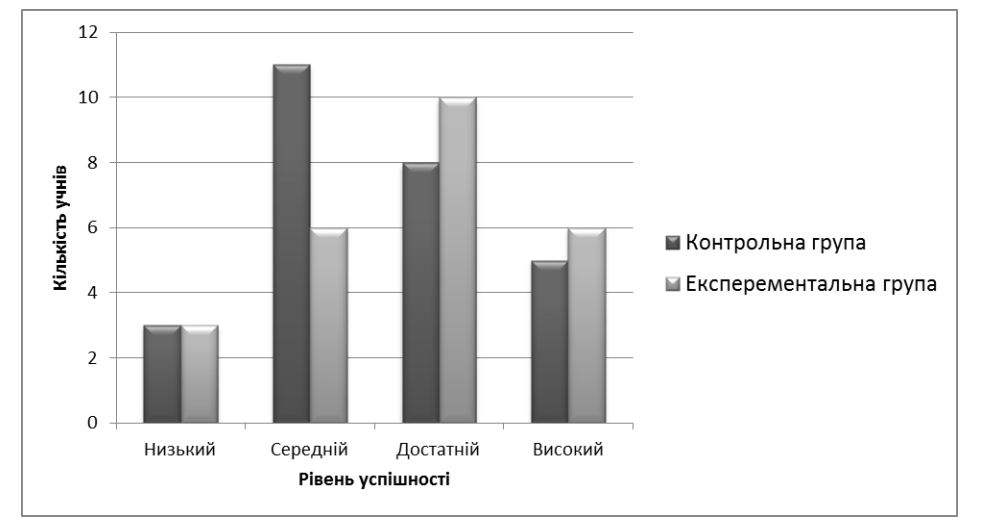 12
10
8
6
4
2
0
Кількість учнів
Низький Середній Достатній Високий
Рівень успішності
Контрольна група
Експерементальна група